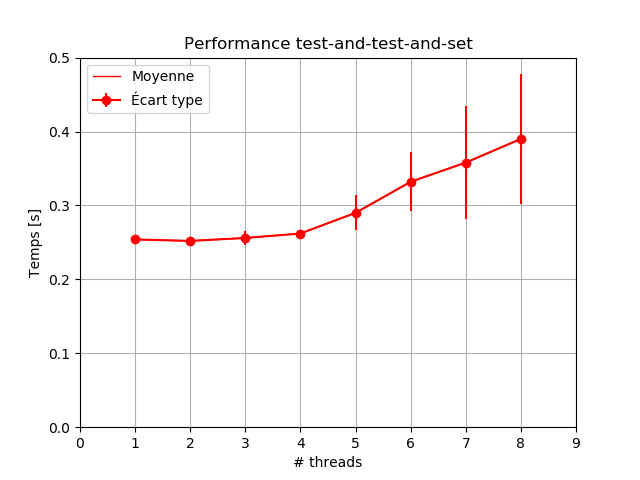 Performance test-and-test-and-set
Moyenne
Écart type
Temps [s]
0.5
0.4
0.3
0.2
0.1
0.0
0 1 2 3 4 5 6 7 8 9
# threads